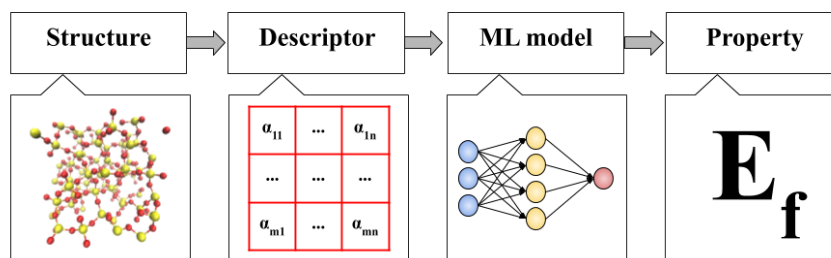 Structure
Descriptor
ML model
Property
α11 ... α1n
... ... ...
αm1 ... αmn
Ef